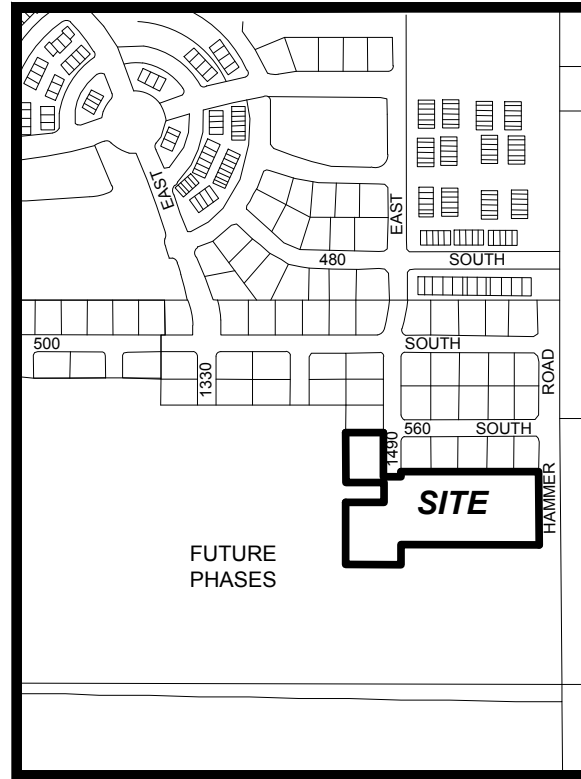 EAST
EAST
480 SOUTH
500 SOUTH
ROAD
1330
560 SOUTH
1490
SITE
HAMMER
FUTURE
PHASES